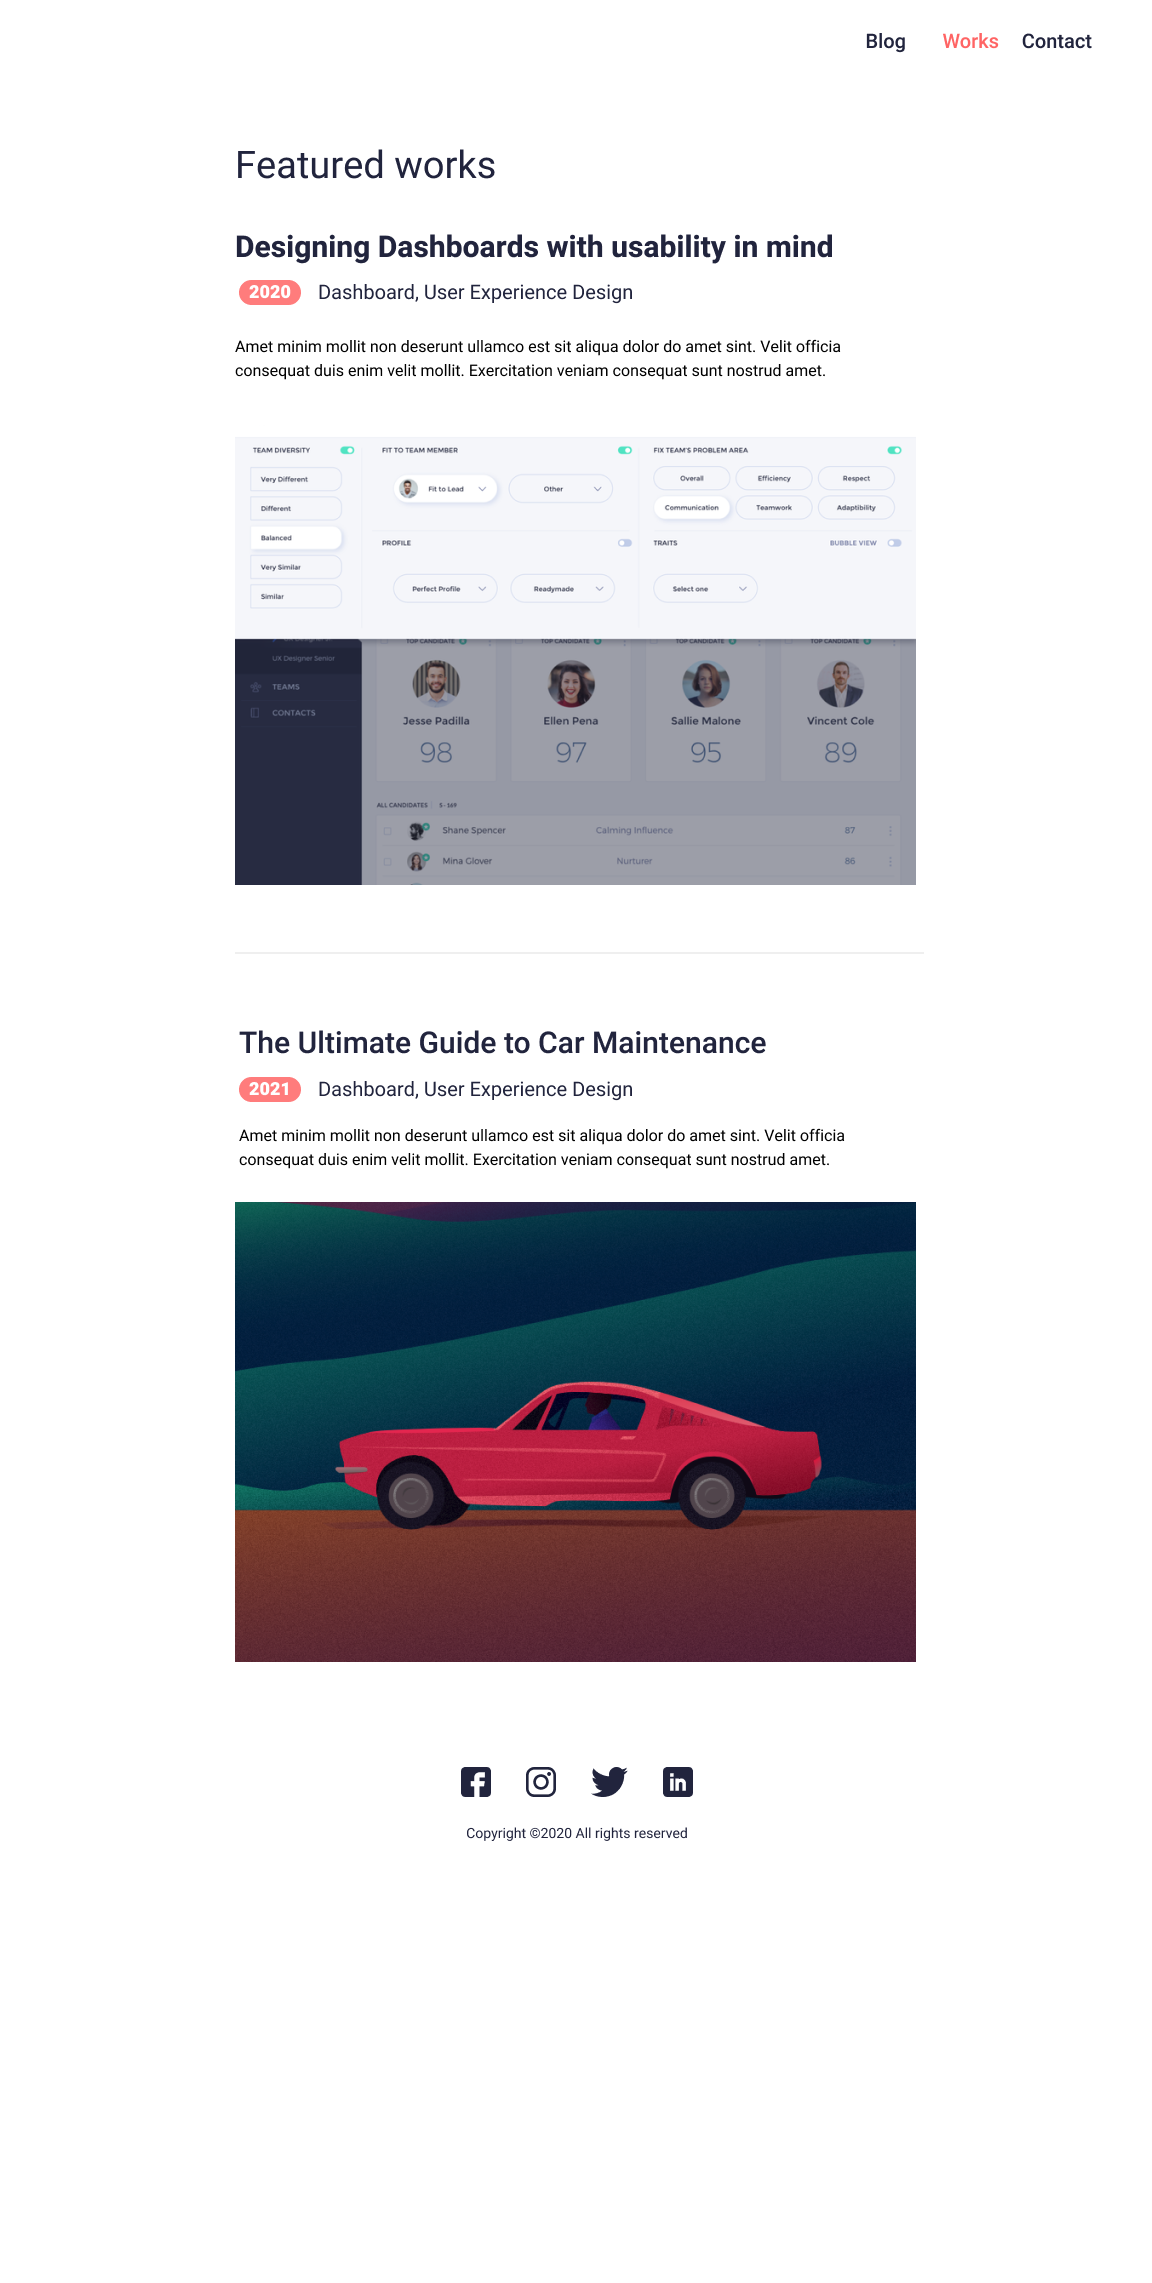 Blog Works Contact
Featured works
Designing Dashboards with usability in mind
2020 Dashboard, User Experience Design
Amet minim mollit non deserunt ullamco est sit aliqua dolor do amet sint. Velit officia
consequat duis enim velit mollit. Exercitation veniam consequat sunt nostrud amet.
TEAM DIVERSITY FIT TO TEAM MEMBER FIX TEAM'S PROBLEM AREA
Very Different
Different
Balanced
Very Similar
Similar
Fit to Lead Other
Overall Efficiency Respect
Communication Teamwork Adaptibility
PROFILE TRAITS BUBBLE VIEW
Perfect Profile Readymade Select one
TOP CANDIDATE TOP CANDIDATE TOP CANDIDATE TOP CANDIDATE
UX Designer Senior
TEAMS
CONTACTS
Jesse Padilla Ellen Pena Sallie Malone Vincent Cole
98 97 95 89
ALL CANDIDATES 5-169
Shane Spencer Calming Influence 87
Mina Glover Nurturer 86
The Ultimate Guide to Car Maintenance
2021 Dashboard, User Experience Design
Amet minim mollit non deserunt ullamco est sit aliqua dolor do amet sint. Velit officia
consequat duis enim velit mollit. Exercitation veniam consequat sunt nostrud amet.
Copyright ©2020 All rights reserved